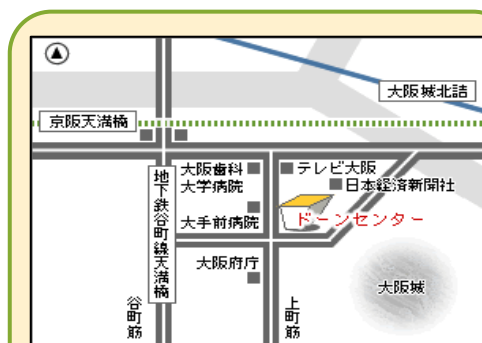 大阪城北詰
京阪天満橋
地下鉄谷町線天満橋
大阪歯科
大学病院
テレビ大阪
日本経済新聞社
大手前病院
ドーンセンター
大阪府庁
大阪城
谷町筋
上町筋